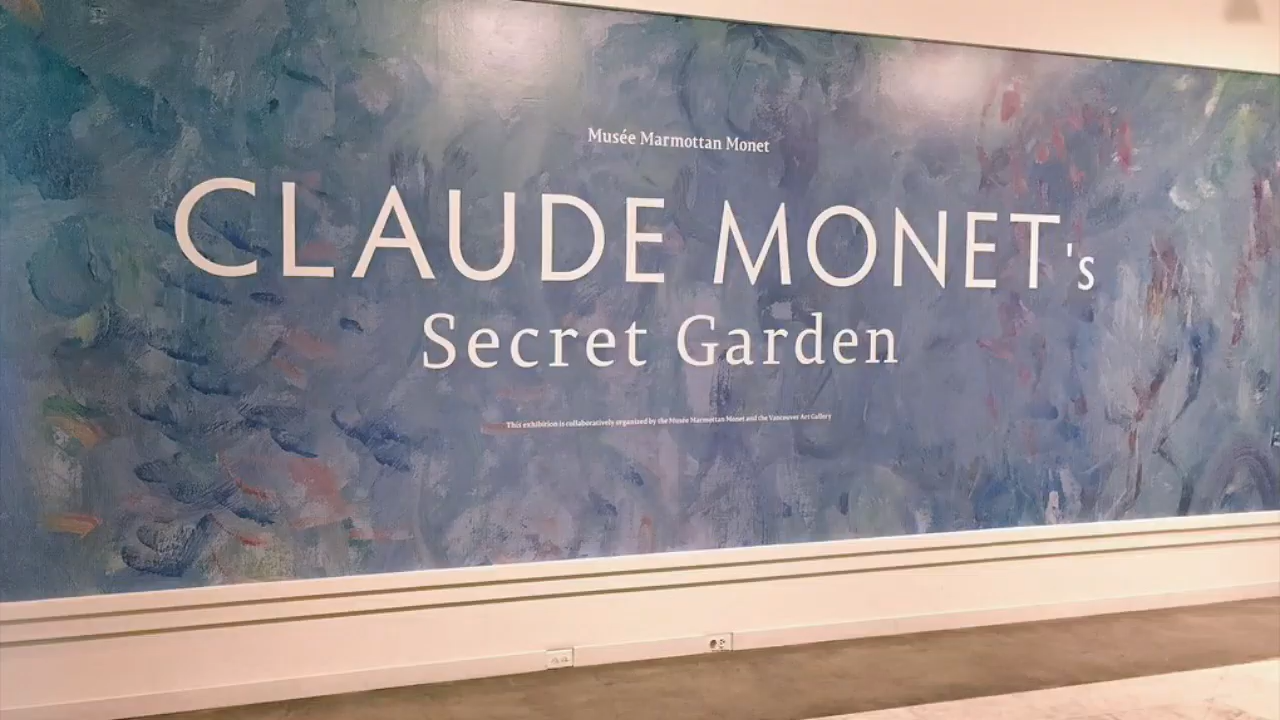 Musée Marmottan Monet
CLAUDE MONET's
Secret Garden
This exhibition is collaboratively organized by the Musée Marmottan Monet and the Vancouver Art Gallery